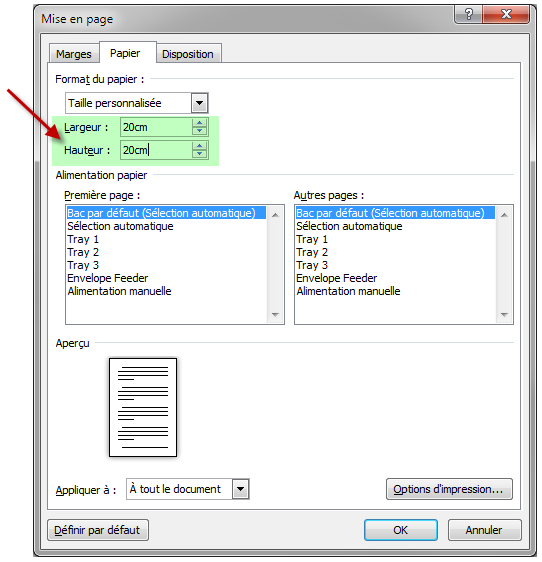 Mise en page
?
Marges Papier Disposition
Format du papier :
Taille personnalisée
Largeur : 20cm
Hauteur : 20cm
Alimentation papier
Première page : Autres pages :
Bac par défaut (Sélection automatique) Bac par défaut (Sélection automatique)
Sélection automatique Sélection automatique
Tray 1 Tray 1
Tray 2 Tray 2
Tray 3 Tray 3
Envelope Feeder Envelope Feeder
Alimentation manuelle Alimentation manuelle
Aperçu
Appliquer à : À tout le document Options d'impression...
Définir par défaut OK Annuler